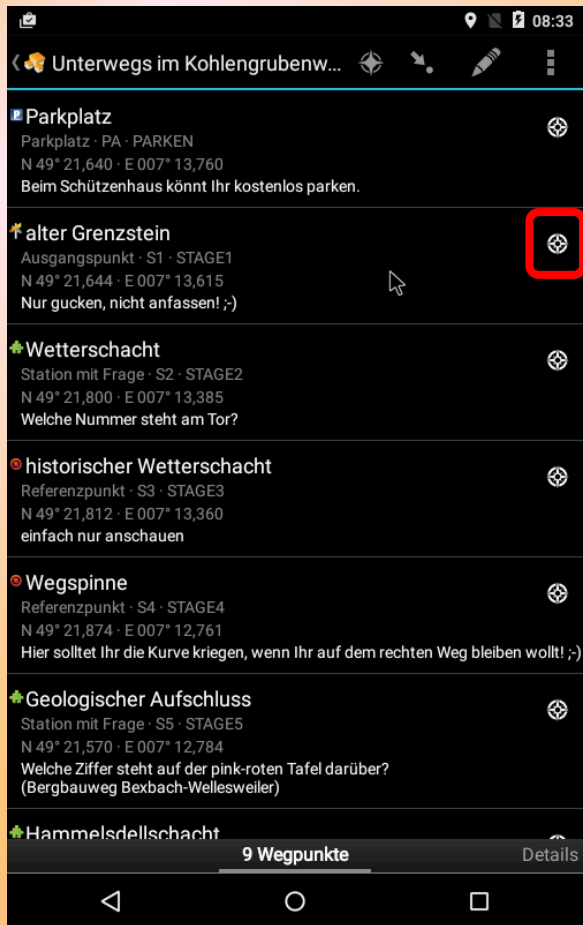 08:33
Unterwegs im Kohlengrubenw...
Parkplatz
Parkplatz · PA · PARKEN
N 49° 21,640 · E 007° 13,760
Beim Schützenhaus könnt Ihr kostenlos parken.
alter Grenzstein
Ausgangspunkt · S1 · STAGE1
N 49° 21,644 · E 007° 13,615
Nur gucken, nicht anfassen! ;-)
Wetterschacht
Station mit Frage · S2 · STAGE2
N 49° 21,800 · E 007° 13,385
Welche Nummer steht am Tor?
historischer Wetterschacht
Referenzpunkt · S3 · STAGE3
N 49° 21,812 · E 007° 13,360
einfach nur anschauen
Wegspinne
Referenzpunkt · S4 · STAGE4
N 49° 21,874 · E 007° 12,761
Hier solltet Ihr die Kurve kriegen, wenn Ihr auf dem rechten Weg bleiben wollt! ;-)
Geologischer Aufschluss
Station mit Frage · S5 · STAGE5
N 49° 21,570 · E 007° 12,784
Welche Ziffer steht auf der pink-roten Tafel darüber?
(Bergbauweg Bexbach-Wellesweiler)
Hammelsdellschacht
9 Wegpunkte
Details